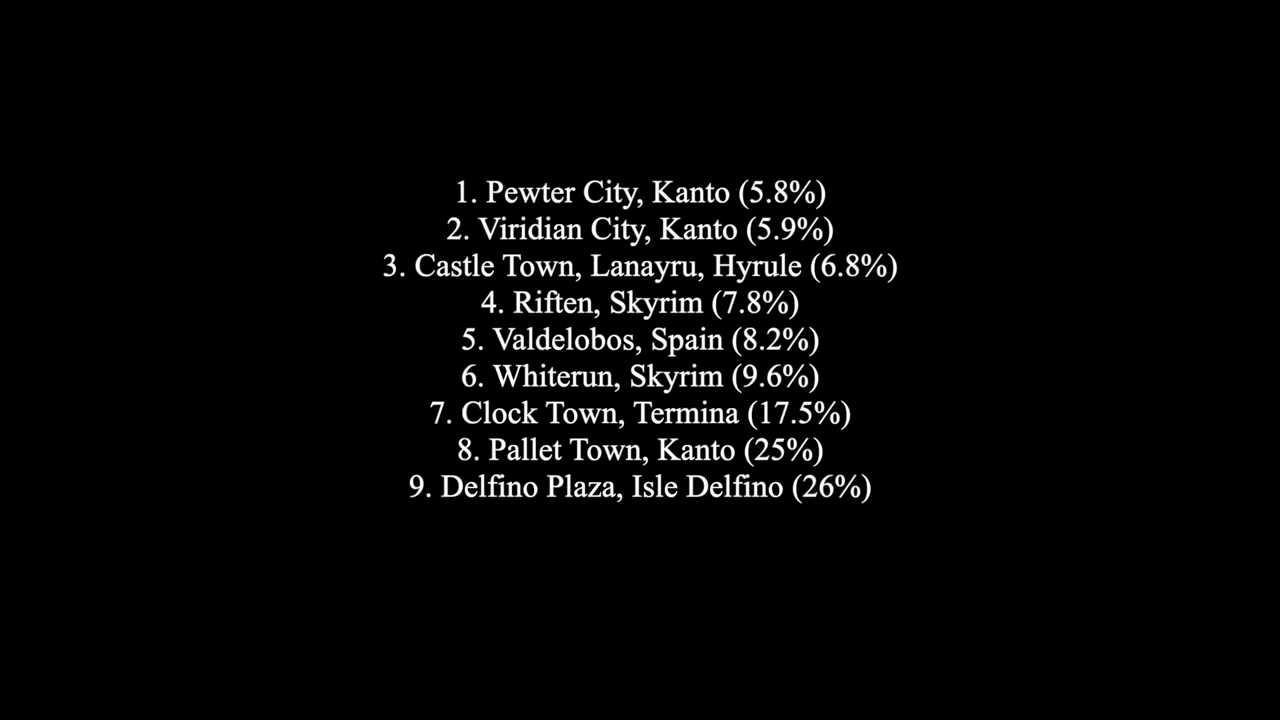 1. Pewter City, Kanto (5.8%)
2. Viridian City, Kanto (5.9%)
3. Castle Town, Lanayru, Hyrule (6.8%)
4. Riften, Skyrim (7.8%)
5. Valdelobos, Spain (8.2%)
6. Whiterun, Skyrim (9.6%)
7. Clock Town, Termina (17.5%)
8. Pallet Town, Kanto (25%)
9. Delfino Plaza, Isle Delfino (26%)